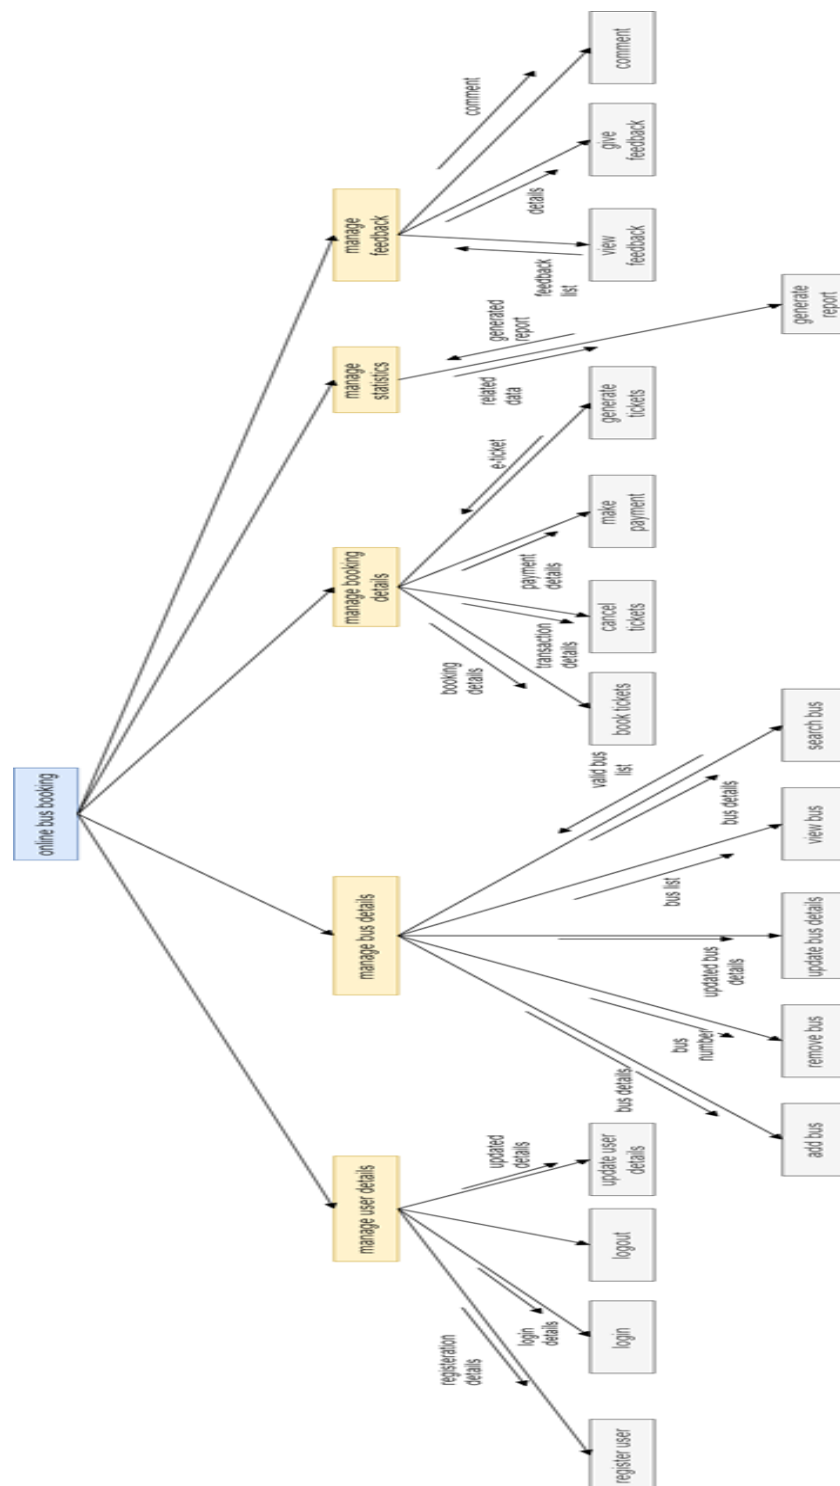 online bus booking
manage user details
manage bus details
manage booking
details
manage
statistics
manage
feedback
registeration
details
login
details
updated
details
bus details
bus
number
updated bus
details
bus list
bus details
valid bus
list
booking
details
transaction
details
payment
details
e-ticket
related
data
generated
report
feedback
list
details
comment
register user
login
logout
update user
details
add bus
remove bus
update bus details
view bus
search bus
book tickets
cancel
tickets
make
payment
generate
tickets
generate
report
view
feedback
give
feedback
comment